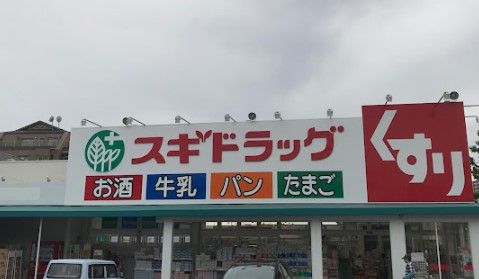 スギドラッグ
お酒 牛乳 パン たまご
くすり